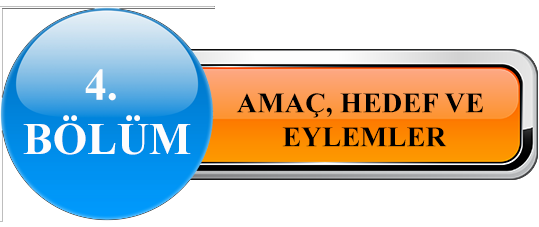 4.
BÖLÜM
AMAÇ, HEDEF VE
EYLEMLER